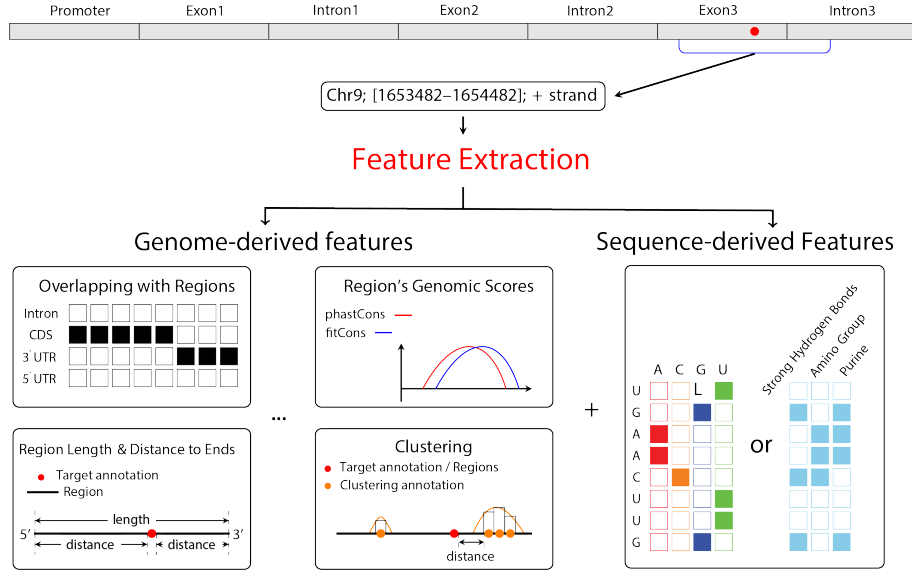 Promoter Exon1 Intron1 Exon2 Intron2 Exon3 Intron3
Chr9; [1653482–1654482]; + strand
Feature Extraction
Genome-derived features
Sequence-derived Features
Overlapping with Regions
Intron
CDS
3' UTR
5' UTR
Region's Genomic Scores
phastCons
fitCons
...
Region Length & Distance to Ends
Target annotation
Region
length
5' 3'
distance distance
Clustering
Target annotation / Regions
Clustering annotation
distance
+
A C G U
U L
G
A
A
C
U
U
G
or
Strong Hydrogen Bonds
Amino Group
Purine